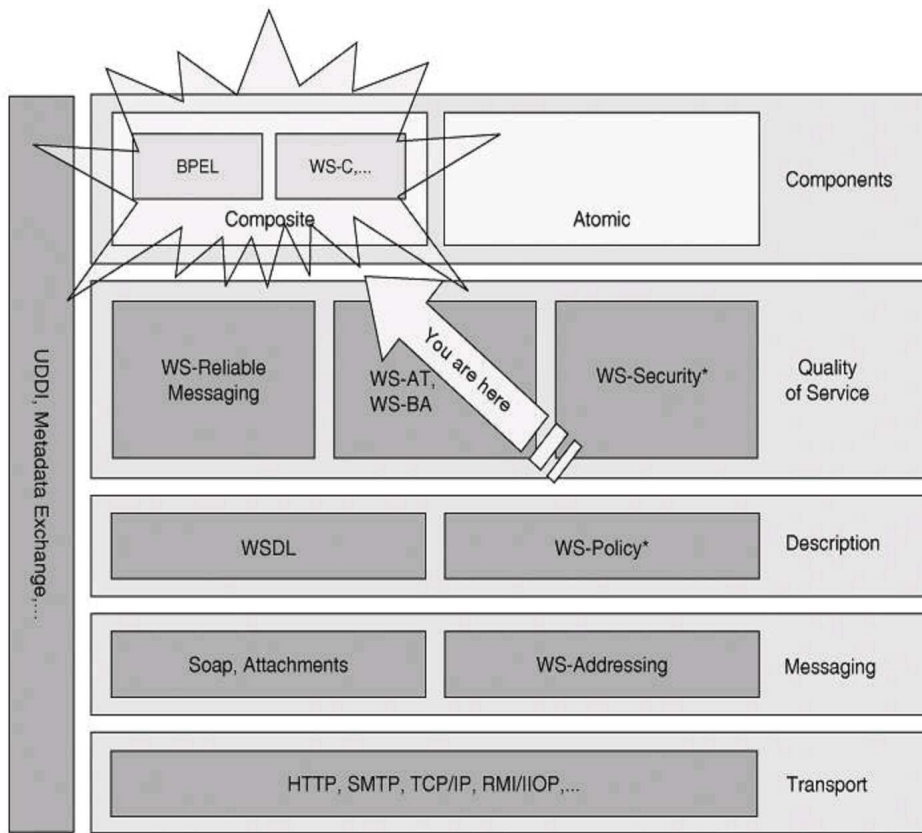 BPEL
WS-C,...
Composite
Atomic
Components
UDDI, Metadata Exchange,...
WS-Reliable
Messaging
WS-AT,
WS-BA
You are here
WS-Security*
Quality
of Service
WSDL
WS-Policy*
Description
Soap, Attachments
WS-Addressing
Messaging
HTTP, SMTP, TCP/IP, RMI/IIOP,...
Transport